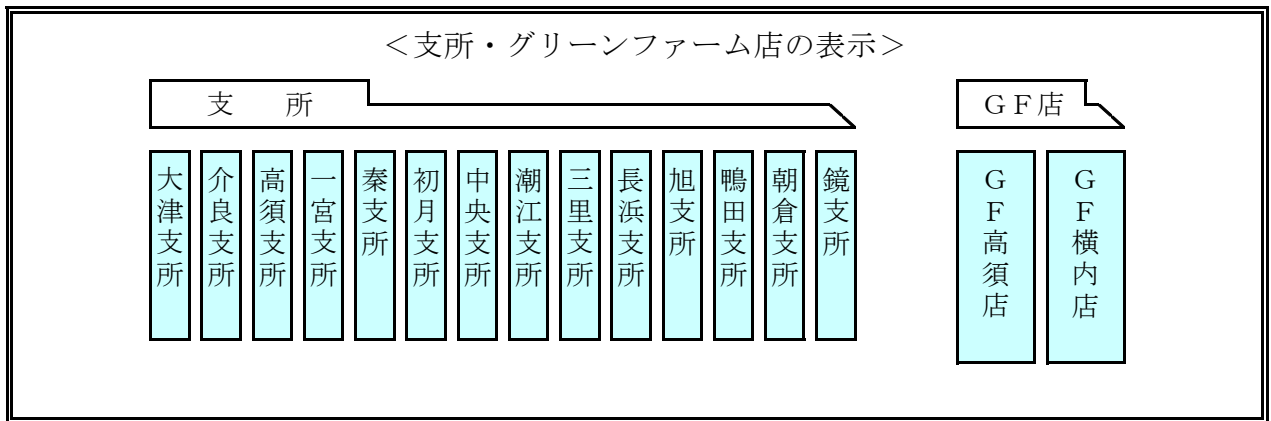 ＜支所・グリーンファーム店の表示＞
支　所
ＧＦ店
大津支所
介良支所
高須支所
一宮支所
秦支所
初月支所
中央支所
潮江支所
三里支所
長浜支所
旭支所
鴨田支所
朝倉支所
鏡支所
ＧＦ高須店
ＧＦ横内店